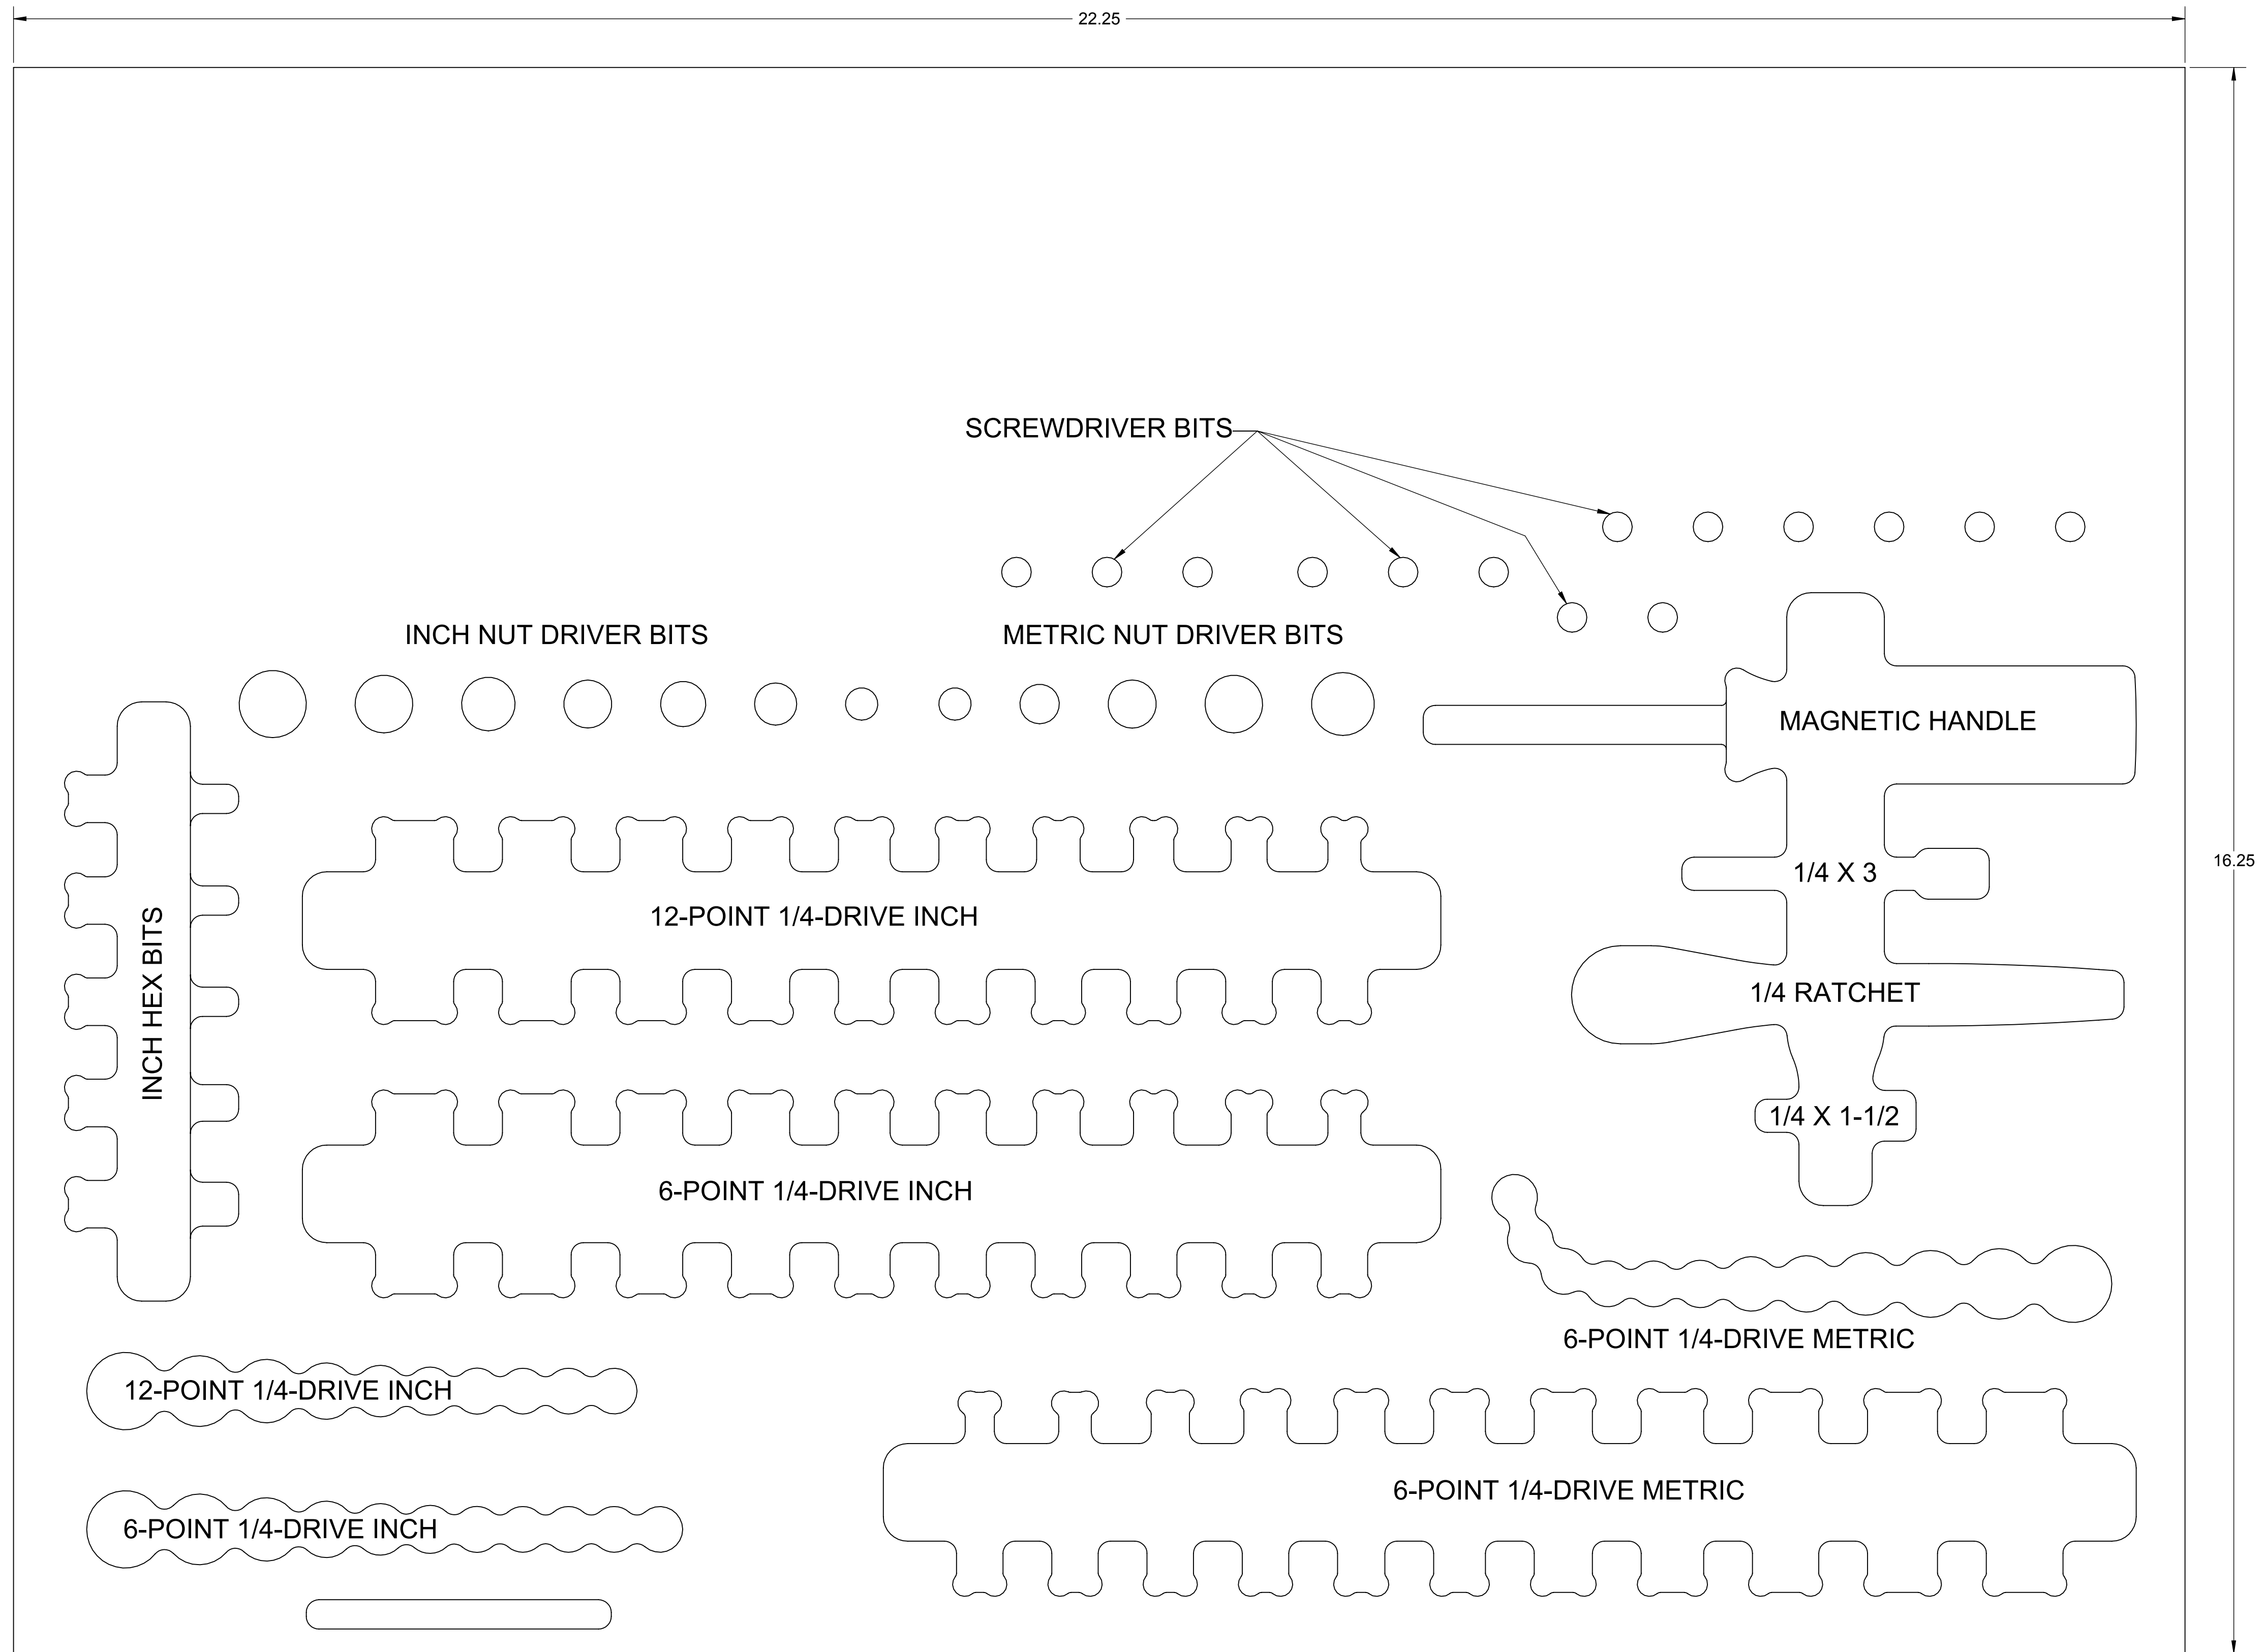 22.25
SCREWDRIVER BITS
INCH NUT DRIVER BITS
METRIC NUT DRIVER BITS
MAGNETIC HANDLE
16.25
1/4 X 3
12-POINT 1/4-DRIVE INCH
INCH HEX BITS
1/4 RATCHET
1/4 X 1-1/2
6-POINT 1/4-DRIVE INCH
6-POINT 1/4-DRIVE METRIC
12-POINT 1/4-DRIVE INCH
6-POINT 1/4-DRIVE METRIC
6-POINT 1/4-DRIVE INCH